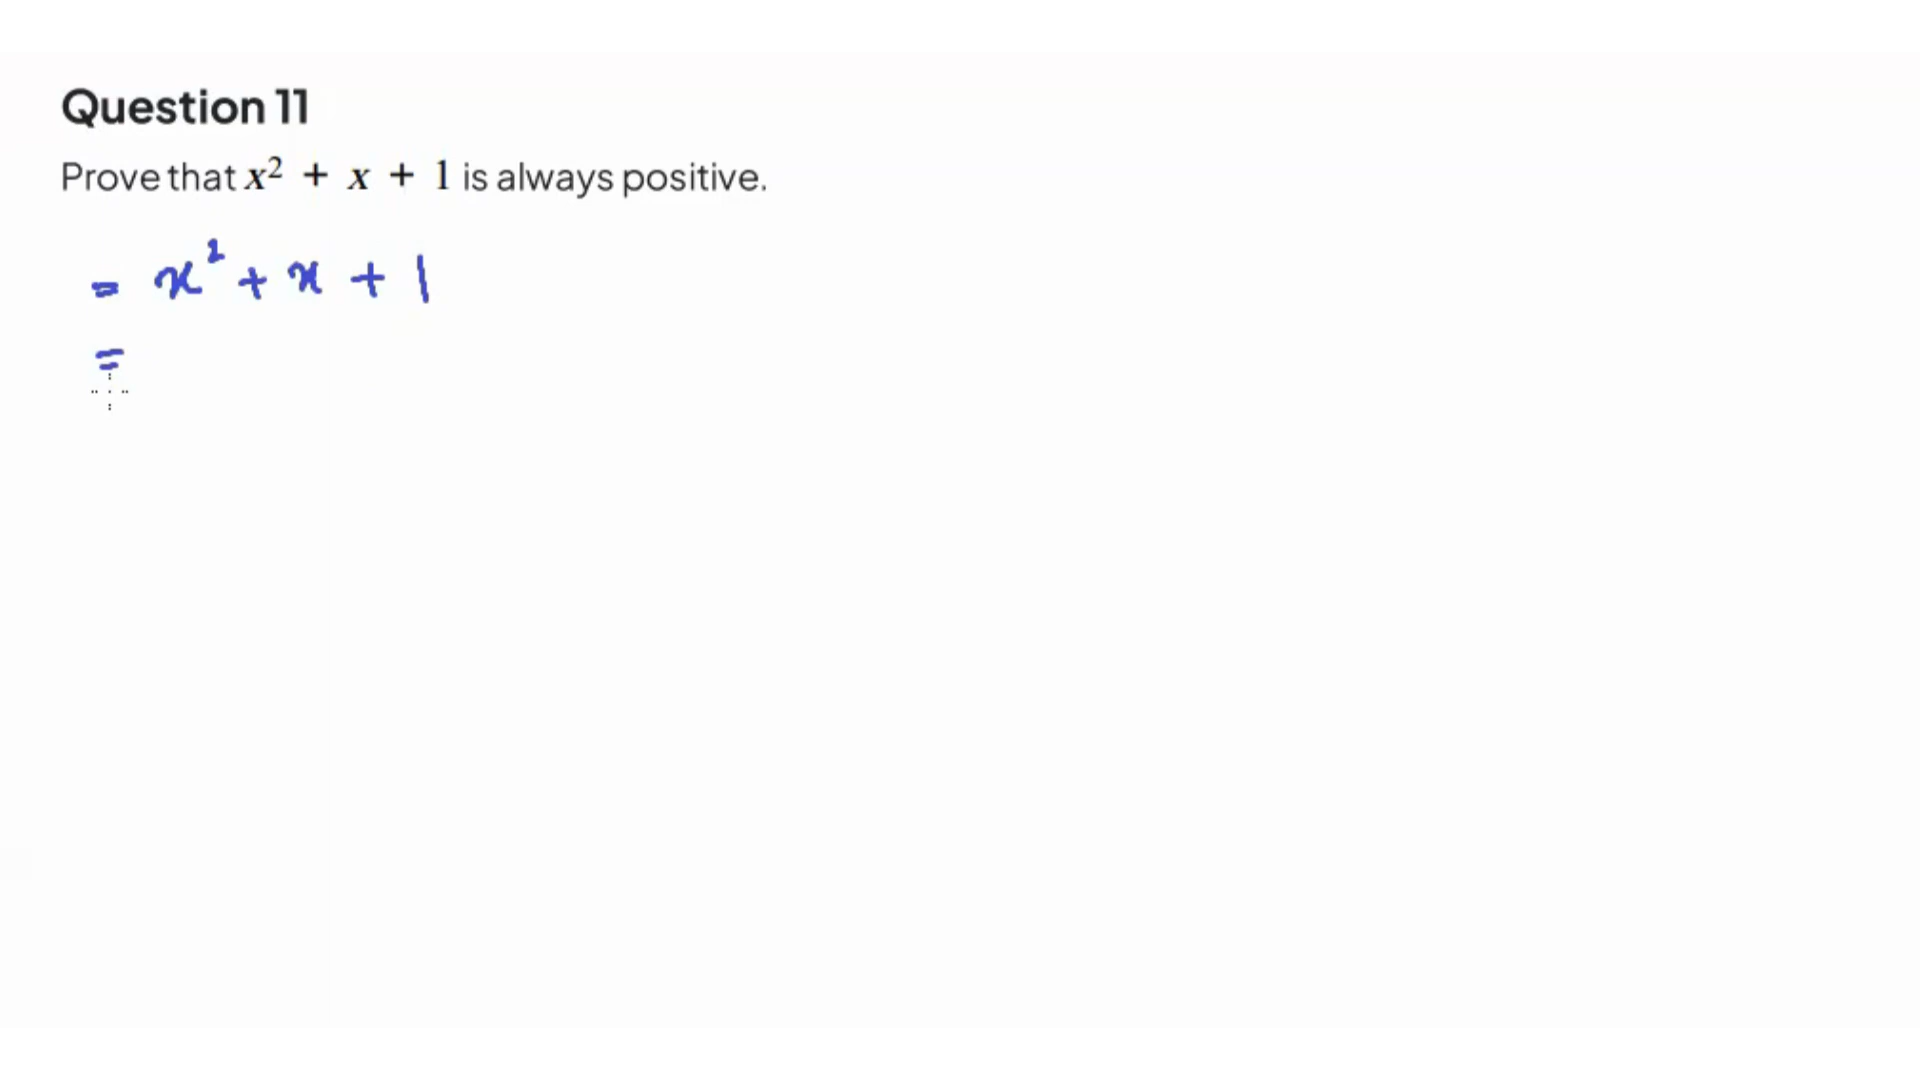 Question 11
Prove that x² + x + 1 is always positive.
= x² + x + 1
=